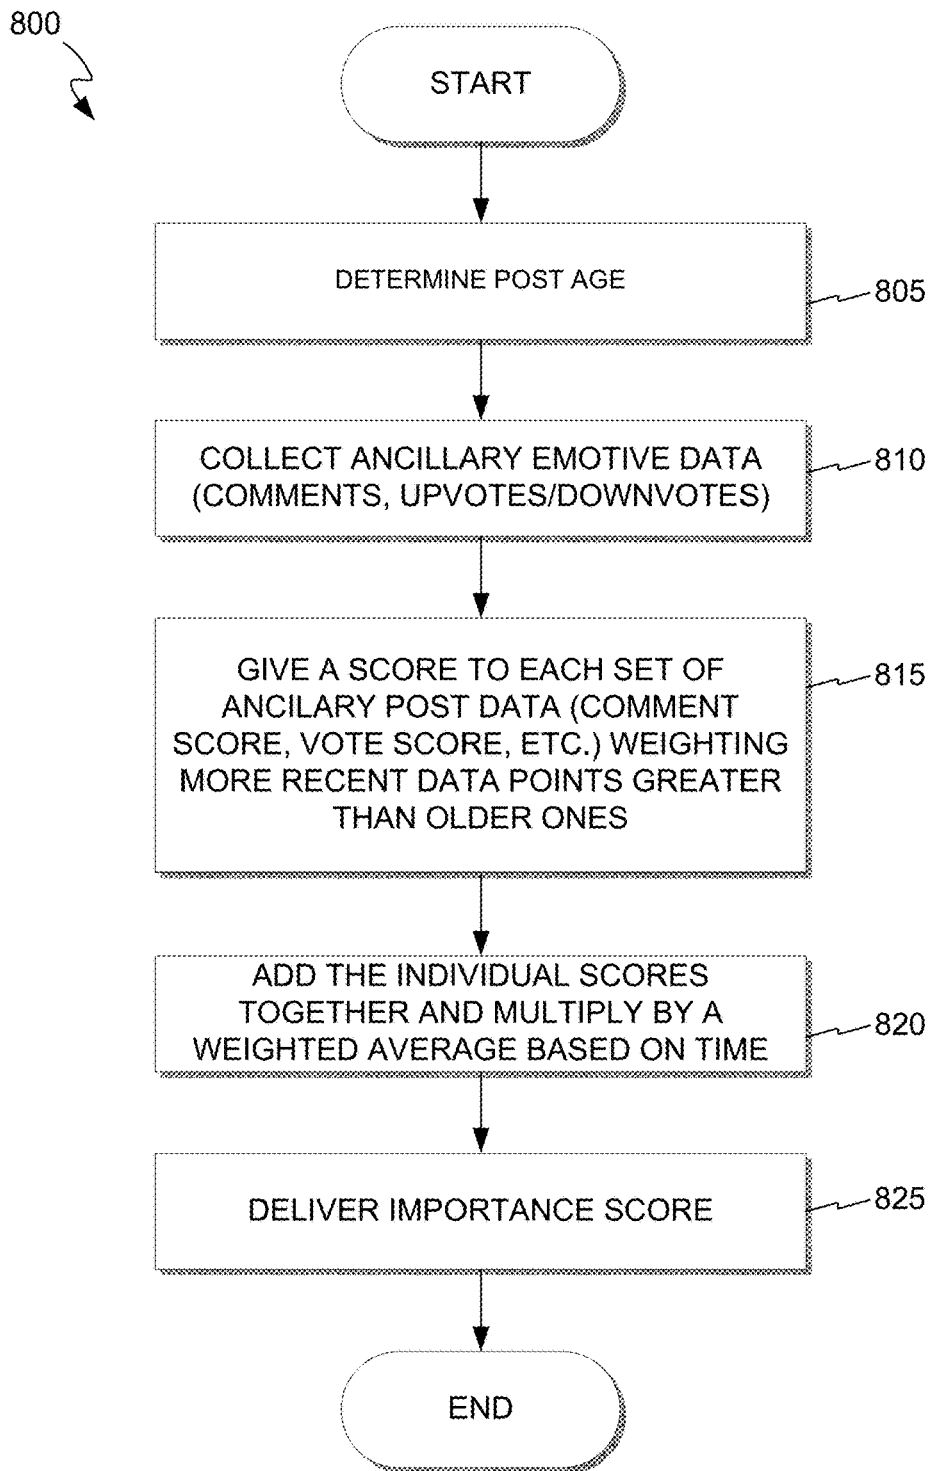 800
START
DETERMINE POST AGE
805
COLLECT ANCILLARY EMOTIVE DATA
(COMMENTS, UPVOTES/DOWNVOTES)
810
GIVE A SCORE TO EACH SET OF
ANCILARY POST DATA (COMMENT
SCORE, VOTE SCORE, ETC.) WEIGHTING
MORE RECENT DATA POINTS GREATER
THAN OLDER ONES
815
ADD THE INDIVIDUAL SCORES
TOGETHER AND MULTIPLY BY A
WEIGHTED AVERAGE BASED ON TIME
820
DELIVER IMPORTANCE SCORE
825
END